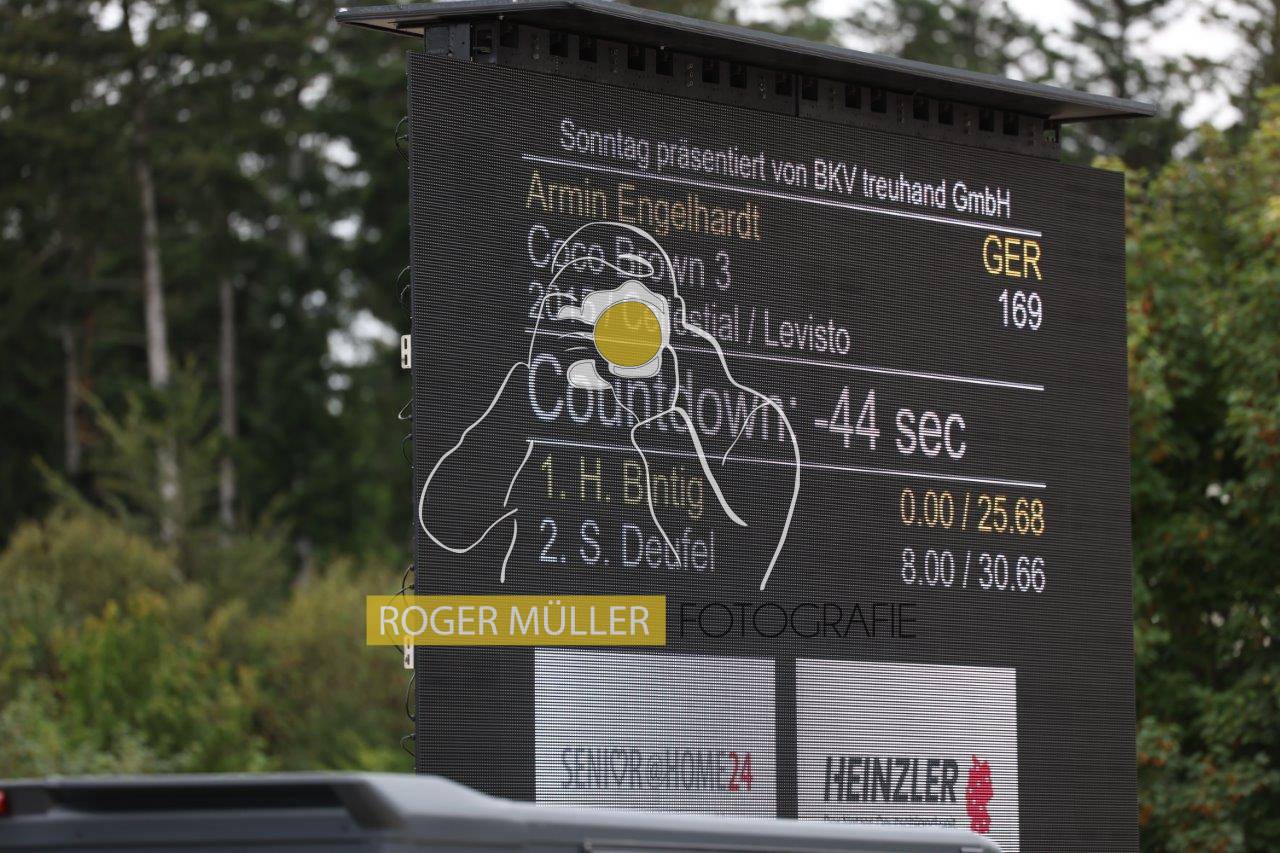 Sonntag präsentiert von BKV treuhand GmbH
Armin Engelhardt
GER
Coco Brown 3
169
/ Levisto
Countdown: -44 sec
1. H. Bintig 0.00 / 25.68
2. S. Deufel 8.00 / 30.66
ROGER MÜLLER FOTOGRAFIE
SENIOR@HOME24
HEINZLER